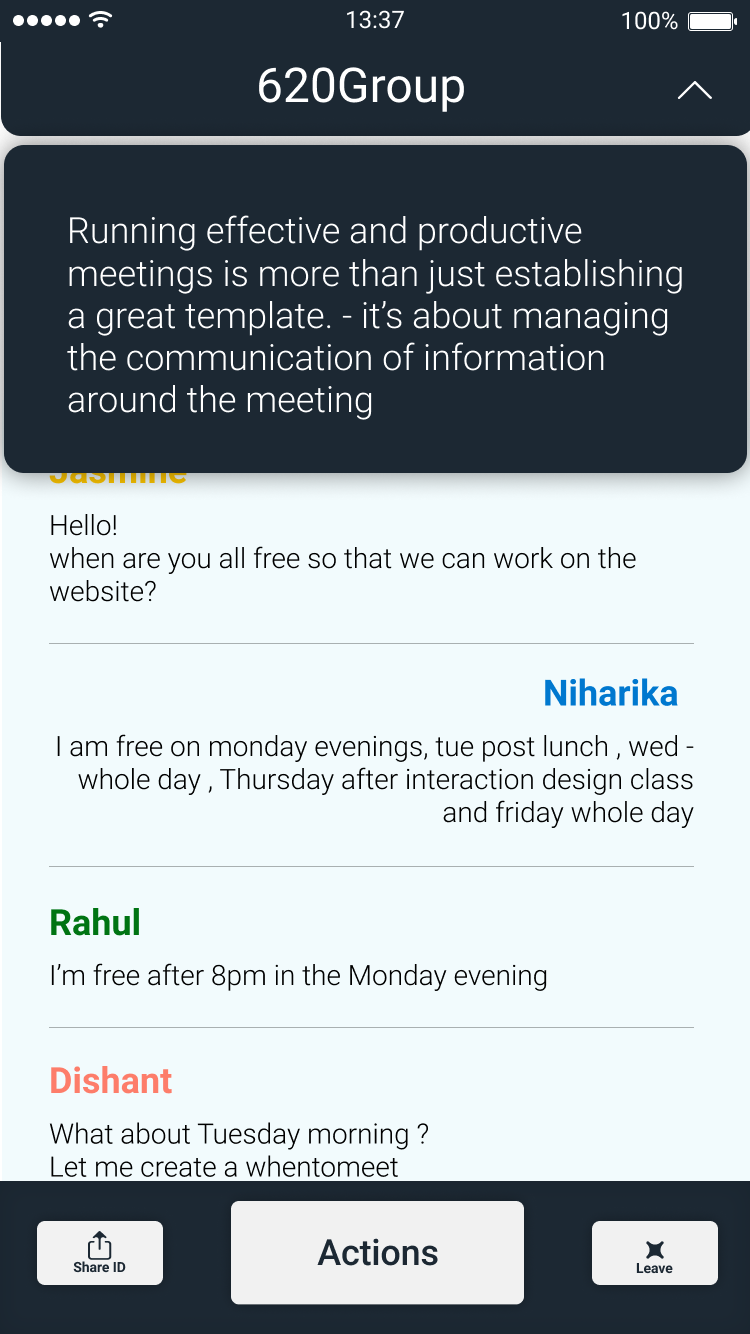 13:37
100%
620Group
Running effective and productive
meetings is more than just establishing
a great template. - it’s about managing
the communication of information
around the meeting
Jasmine
Hello!
when are you all free so that we can work on the
website?
Niharika
I am free on monday evenings, tue post lunch , wed -
whole day , Thursday after interaction design class
and friday whole day
Rahul
I’m free after 8pm in the Monday evening
Dishant
What about Tuesday morning ?
Let me create a whentomeet
Share ID
Actions
Leave